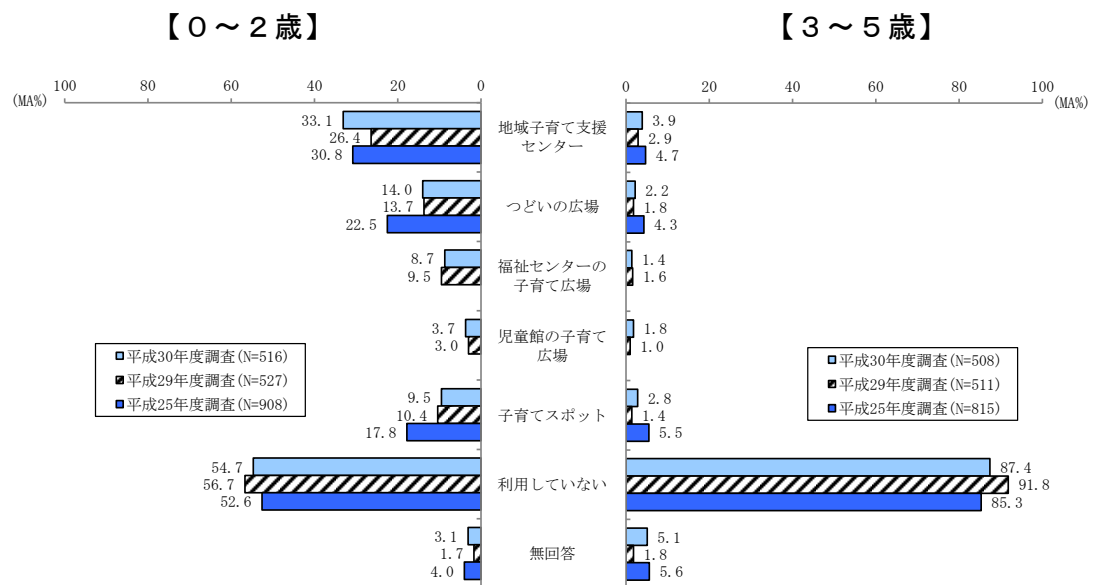 【０～２歳】
【３～５歳】
100 80 60 40 20 0
(MA%)
0 20 40 60 80 100
(MA%)
33.1
26.4
30.8
地域子育て支援
センター
3.9
2.9
4.7
14.0
13.7
22.5
つどいの広場
2.2
1.8
4.3
8.7
9.5
福祉センターの
子育て広場
1.4
1.6
3.7
3.0
児童館の子育て
広場
1.8
1.0
9.5
10.4
17.8
子育てスポット
2.8
1.4
5.5
54.7
56.7
52.6
利用していない
87.4
91.8
85.3
3.1
1.7
4.0
無回答
5.1
1.8
5.6
平成30年度調査(N=516)
平成29年度調査(N=527)
平成25年度調査(N=908)
平成30年度調査(N=508)
平成29年度調査(N=511)
平成25年度調査(N=815)